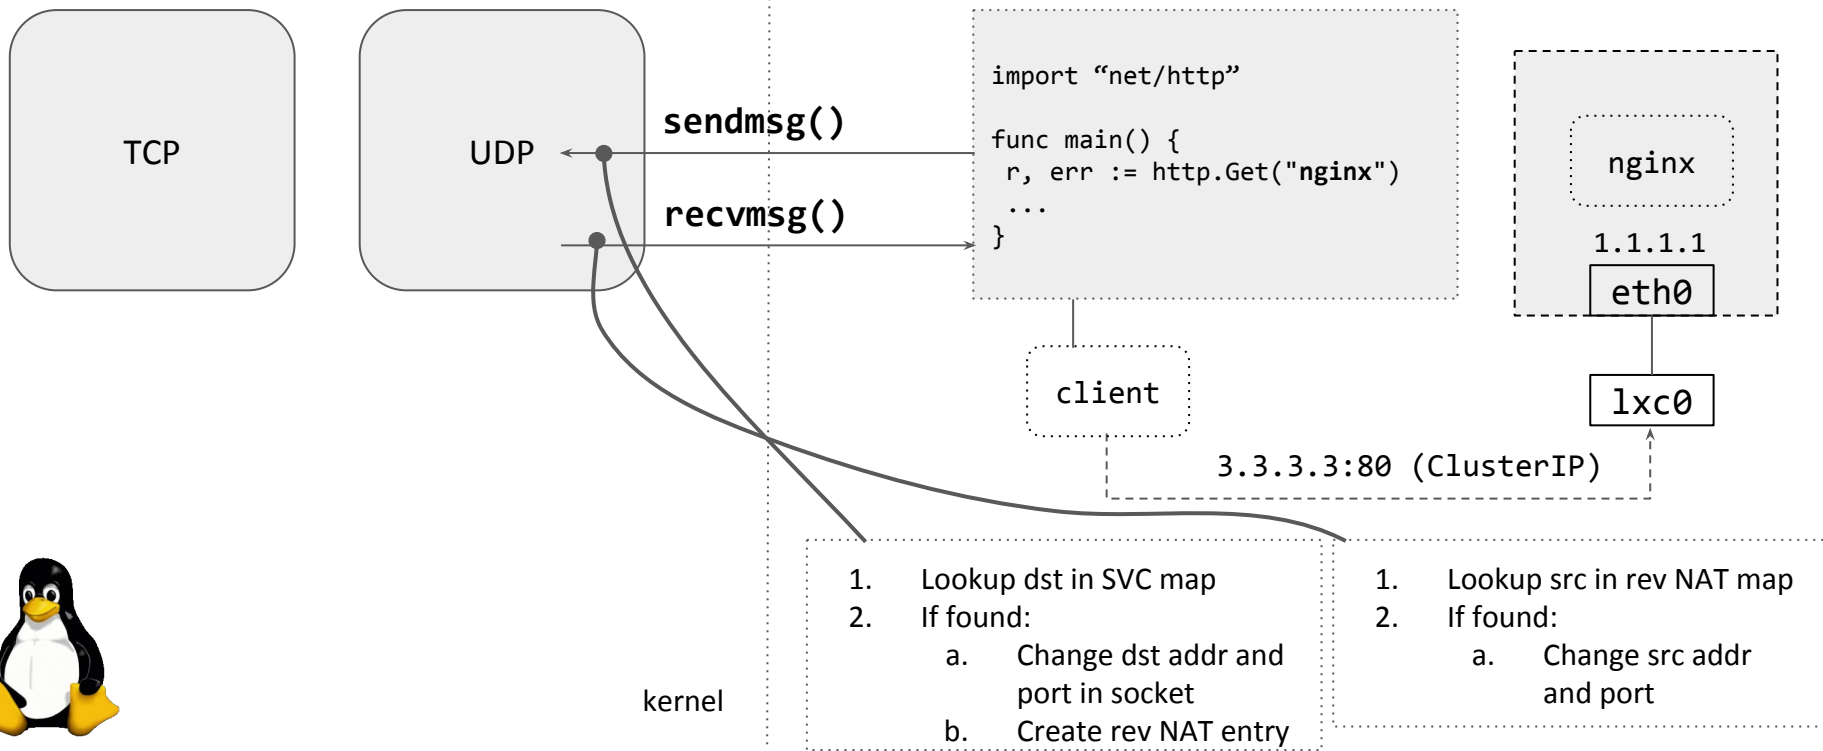 TCP
UDP
sendmsg()
recvmsg()
import “net/http”
func main() {
r, err := http.Get("nginx")
...
}
nginx
1.1.1.1
eth0
lxc0
client
3.3.3.3:80 (ClusterIP)
kernel
1. Lookup dst in SVC map
2. If found:
a. Change dst addr and
port in socket
b. Create rev NAT entry
1. Lookup src in rev NAT map
2. If found:
a. Change src addr
and port